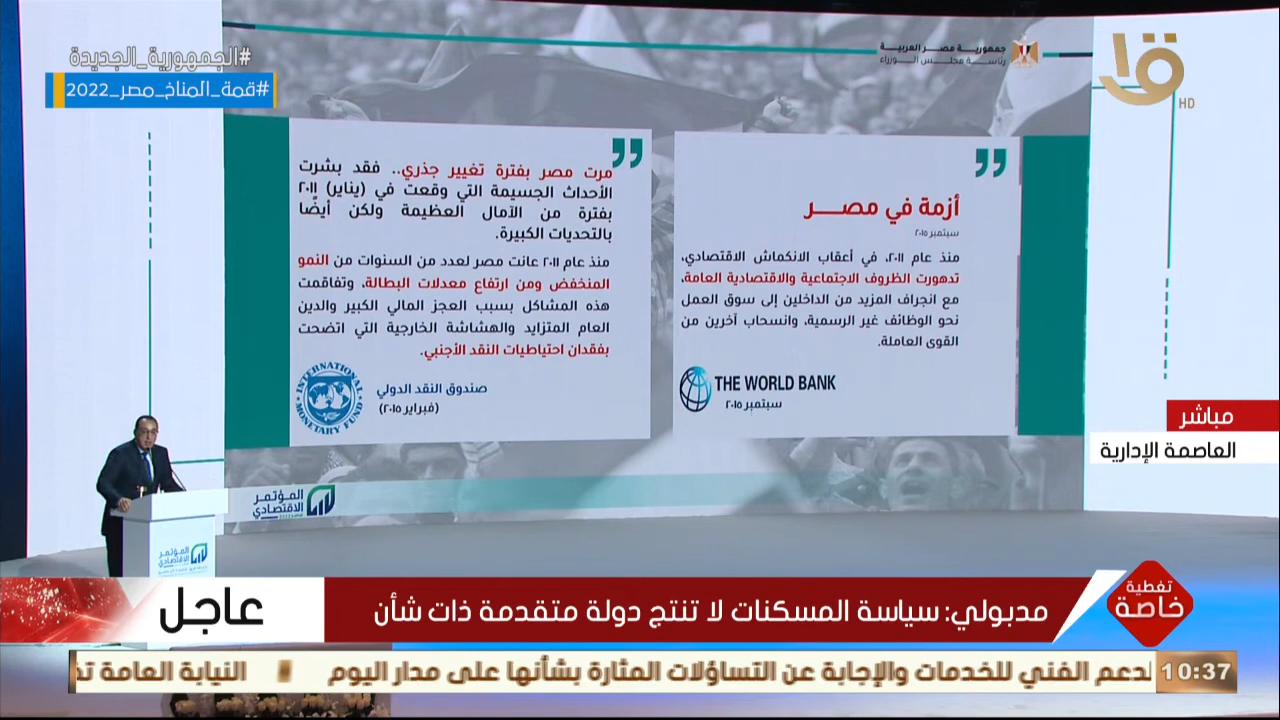 #الجمهورية_الجديدة
#قمة_المناخ_مصر_2022
جمهورية مصر العربية
رئاسة مجلس الوزراء
HD
أزمة في مصر
سبتمبر ٢٠١٥
منذ عام ٢٠١١، في أعقاب الانكماش الاقتصادي،
تدهورت الظروف الاجتماعية والاقتصادية العامة،
مع انجراف المزيد من الداخلين إلى سوق العمل
نحو الوظائف غير الرسمية، وانسحاب آخرين من
القوى العاملة.
THE WORLD BANK
سبتمبر ٢٠١٥
مرت مصر بفترة تغيير جذري.. فقد بشرت
الأحداث الجسيمة التي وقعت في (يناير) ٢٠١١
بفترة من الآمال العظيمة ولكن أيضًا
بالتحديات الكبيرة.
منذ عام ٢٠١١ عانت مصر لعدد من السنوات من النمو
المنخفض ومن ارتفاع معدلات البطالة، وتفاقمت
هذه المشاكل بسبب العجز المالي الكبير والدين
العام المتزايد والهشاشة الخارجية التي اتضحت
بفقدان احتياطيات النقد الأجنبي.
INTERNATIONAL MONETARY FUND
صندوق النقد الدولي
(فبراير ٢٠١٥)
مباشر
العاصمة الإدارية
المؤتمر
الاقتصادي
المؤتمر
الاقتصادي
تغطية
خاصة
عاجل
مدبولي: سياسة المسكنات لا تنتج دولة متقدمة ذات شأن
10:37
لدعم الفني للخدمات والإجابة عن التساؤلات المثارة بشأنها على مدار اليوم
النيابة العامة